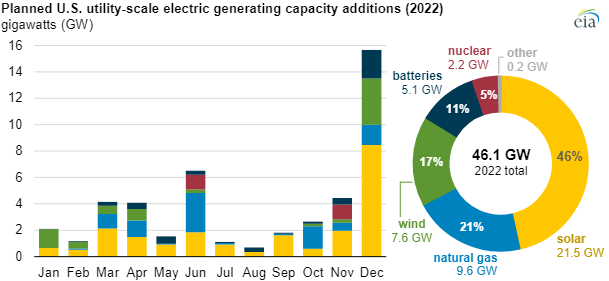 Planned U.S. utility-scale electric generating capacity additions (2022)
gigawatts (GW)
eia
16
14
12
10
8
6
4
2
0
Jan Feb Mar Apr May Jun Jul Aug Sep Oct Nov Dec
nuclear
2.2 GW
other
0.2 GW
batteries
5.1 GW
5%
11%
46%
17%
46.1 GW
2022 total
21%
wind
7.6 GW
natural gas
9.6 GW
solar
21.5 GW